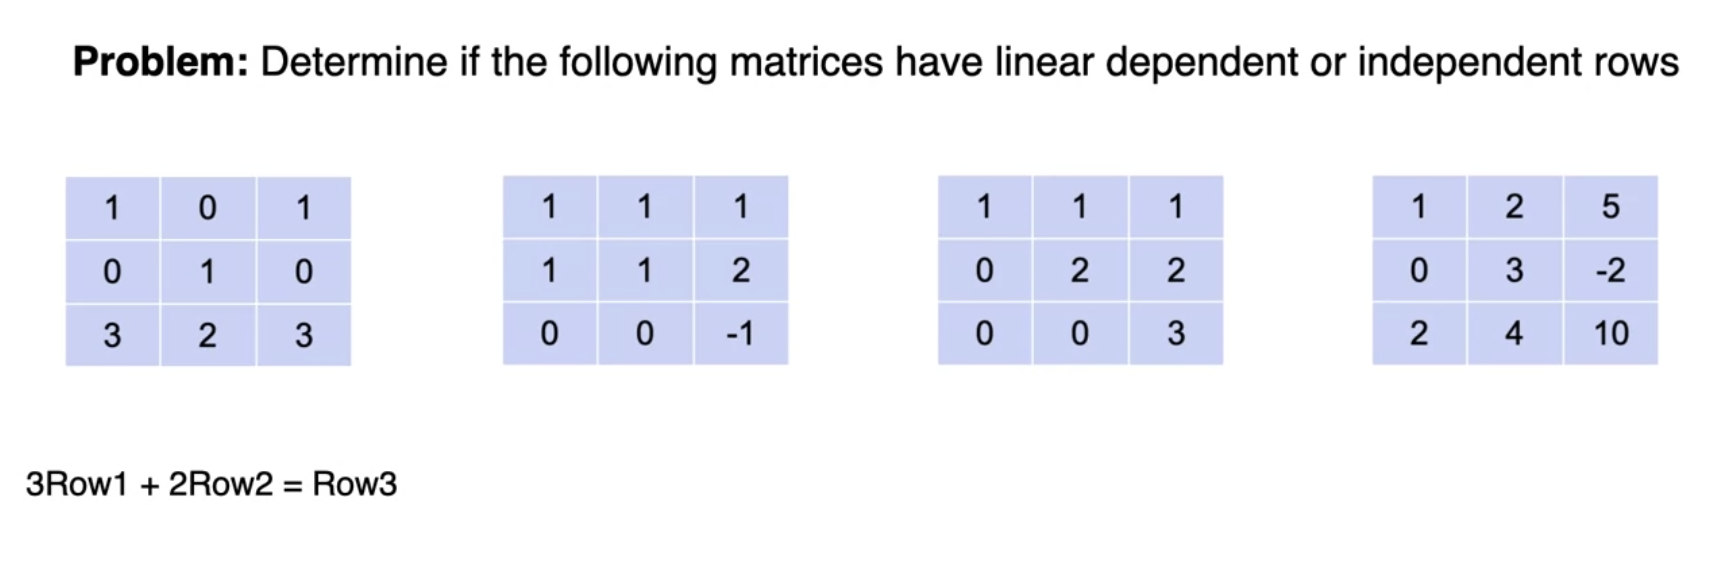 Problem: Determine if the following matrices have linear dependent or independent rows
1 0 1
0 1 0
3 2 3
1 1 1
1 1 2
0 0 -1
1 1 1
0 2 2
0 0 3
1 2 5
0 3 -2
2 4 10
3Row1 + 2Row2 = Row3